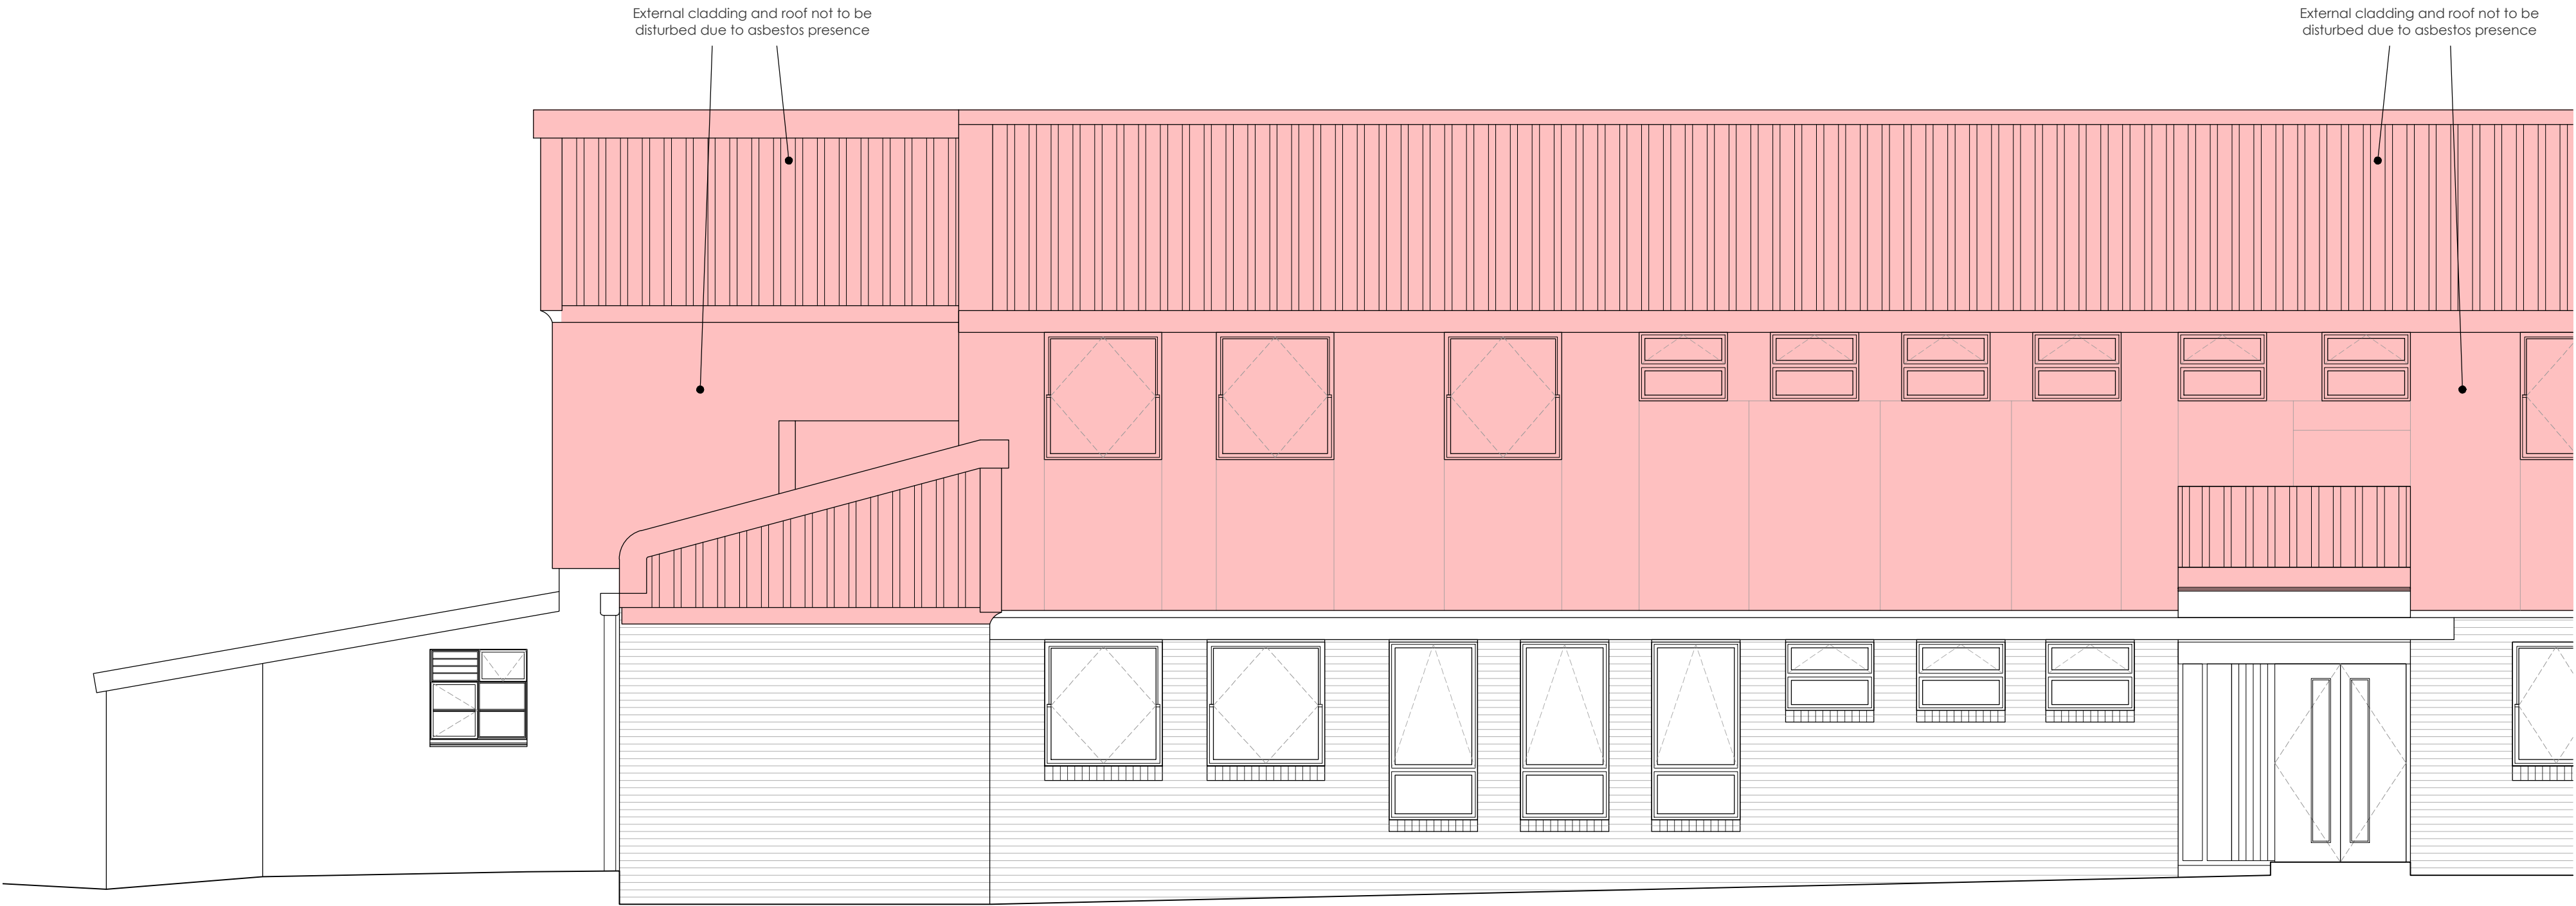 External cladding and roof not to be
disturbed due to asbestos presence
External cladding and roof not to be
disturbed due to asbestos presence